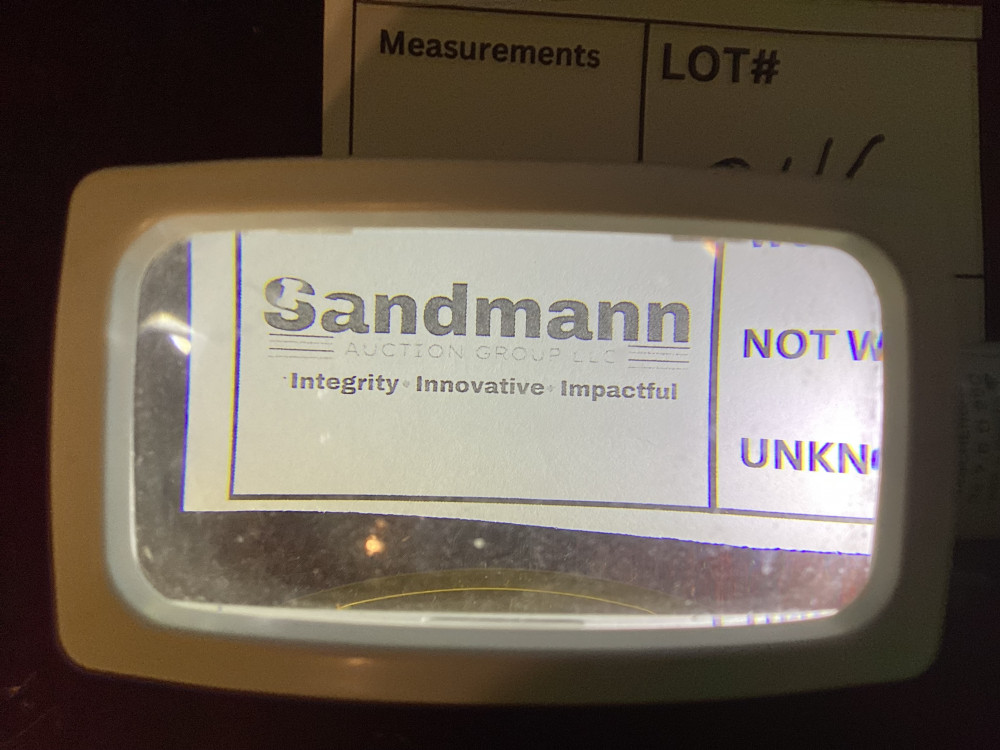 Measurements
LOT#
Sandmann
AUCTION GROUP LLC
·Integrity · Innovative · Impactful
NOT W
UNKN